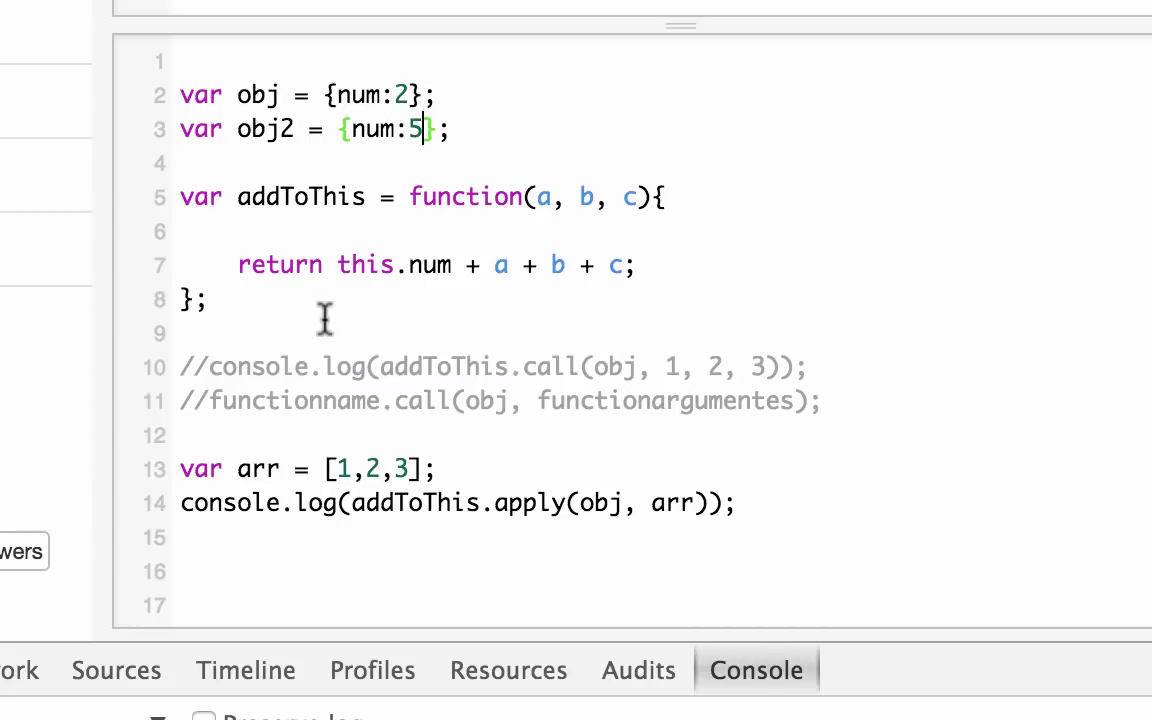 1
2 var obj = {num:2};
3 var obj2 = {num:5};
4
5 var addToThis = function(a, b, c){
6
7 return this.num + a + b + c;
8 };
9
10 //console.log(addToThis.call(obj, 1, 2, 3));
11 //functionname.call(obj, functionargumentes);
12
13 var arr = [1,2,3];
14 console.log(addToThis.apply(obj, arr));
15
wers
16
17
ork Sources Timeline Profiles Resources Audits Console
Preserve log